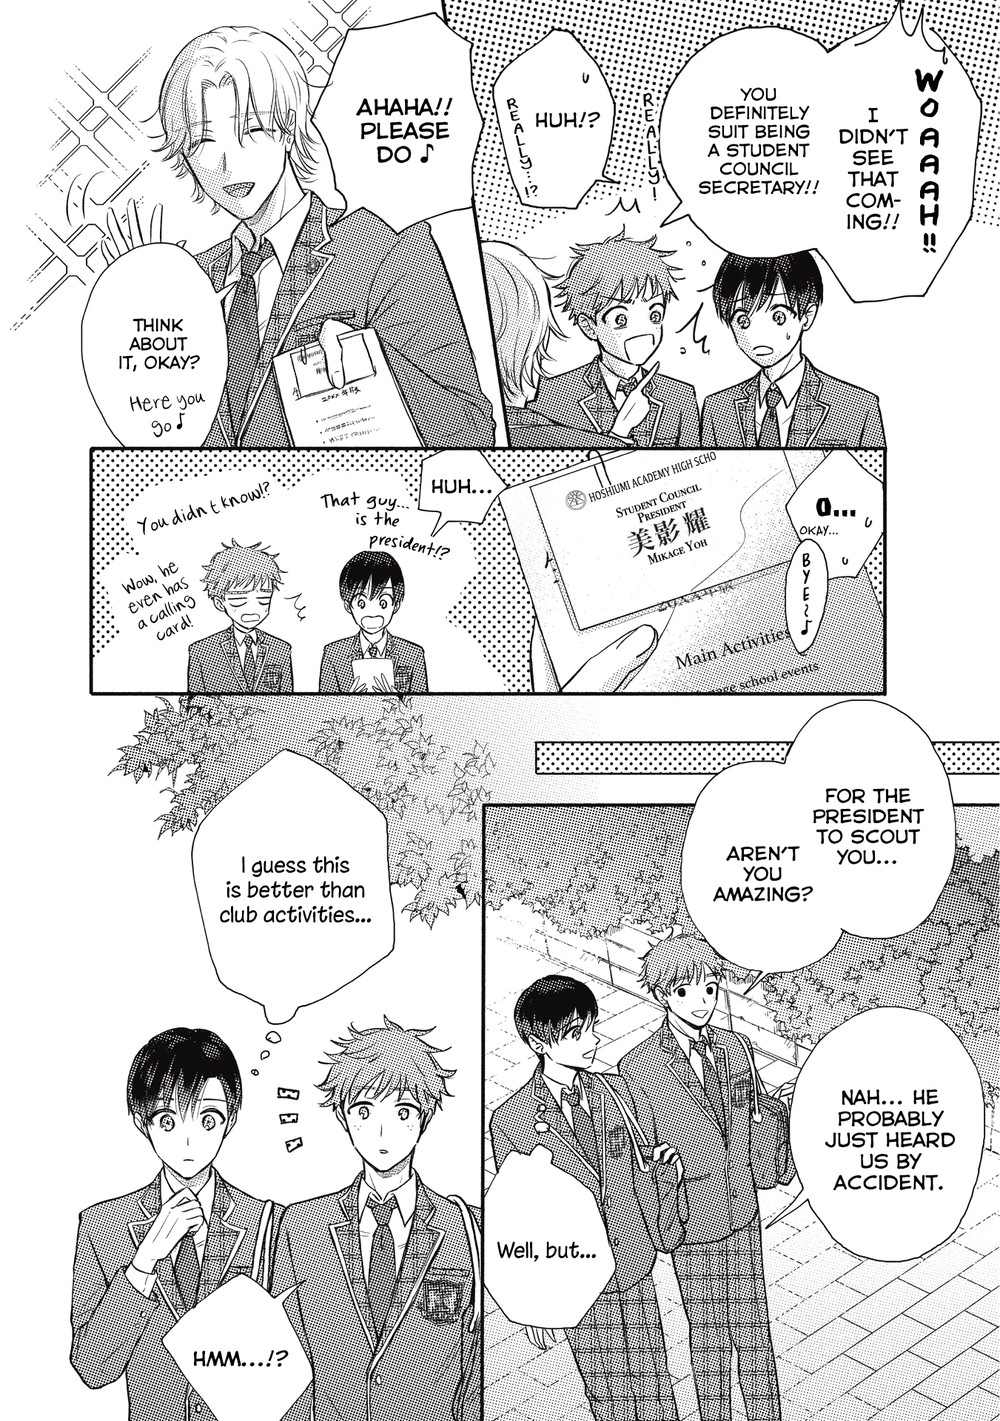 WOAAAH!!
I
DIDN'T
SEE
THAT
COM-
ING!!
YOU
DEFINITELY
SUIT BEING
A STUDENT
COUNCIL
SECRETARY!!
REALLY!
HUH!?
REALLY!?
AHAHA!!
PLEASE
DO♪
THINK
ABOUT
IT, OKAY?
Here you
go♪
O...
OKAY...
BYE~♪
HOSHIUMI ACADEMY HIGH SCHO
STUDENT COUNCIL
PRESIDENT
美影 耀
MIKAGE YOH
Main Activities
school events
HUH...
That guy...
is the
president!?
You didn't know!?
Wow, he
even has
a calling
card!
FOR THE
PRESIDENT
TO SCOUT
YOU...
AREN'T
YOU
AMAZING?
NAH... HE
PROBABLY
JUST HEARD
US BY
ACCIDENT.
Well, but...
I guess this
is better than
club activities...
HMM...!?